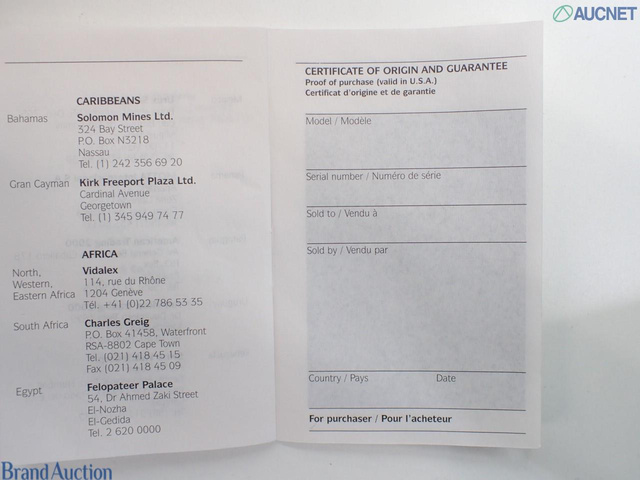 AUCNET
CARIBBEANS
Bahamas Solomon Mines Ltd.
324 Bay Street
P.O. Box N3218
Nassau
Tel. (1) 242 356 69 20
Gran Cayman Kirk Freeport Plaza Ltd.
Cardinal Avenue
Georgetown
Tel. (1) 345 949 74 77
AFRICA
North, Vidalex
Western, 114, rue du Rhône
Eastern Africa 1204 Genève
Tél. +41 (0)22 786 53 35
South Africa Charles Greig
P.O. Box 41458, Waterfront
RSA-8802 Cape Town
Tel. (021) 418 45 15
Fax (021) 418 45 09
Egypt Felopateer Palace
54, Dr Ahmed Zaki Street
El-Nozha
El-Gedida
Tel. 2 620 0000
CERTIFICATE OF ORIGIN AND GUARANTEE
Proof of purchase (valid in U.S.A.)
Certificat d'origine et de garantie
Model / Modèle
Serial number / Numéro de série
Sold to / Vendu à
Sold by / Vendu par
Country / Pays Date
For purchaser / Pour l'acheteur
Brand Auction